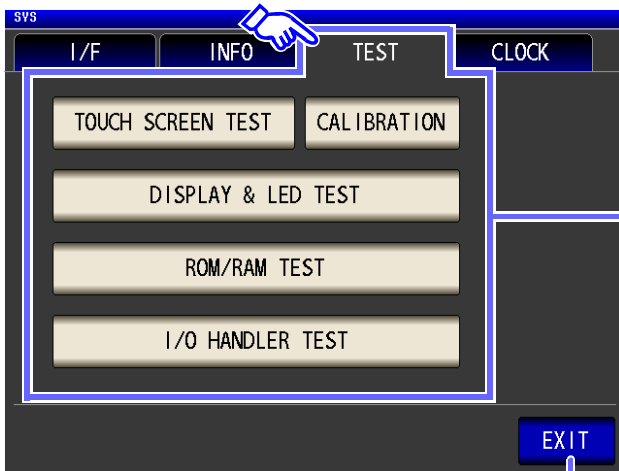 SYS
I/F INFO TEST CLOCK
TOUCH SCREEN TEST CALIBRATION
DISPLAY & LED TEST
ROM/RAM TEST
I/O HANDLER TEST
EXIT